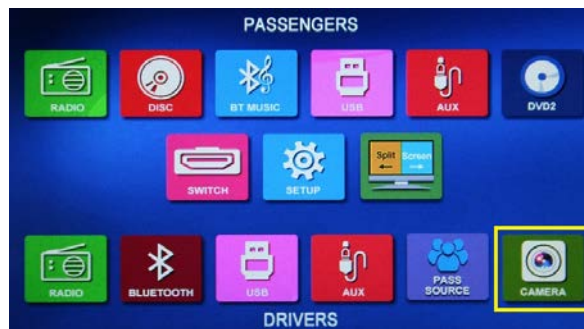 PASSENGERS
RADIO DISC BT MUSIC USB AUX DVD2
SWITCH SETUP Split Screen
RADIO BLUETOOTH USB AUX PASS SOURCE CAMERA
DRIVERS